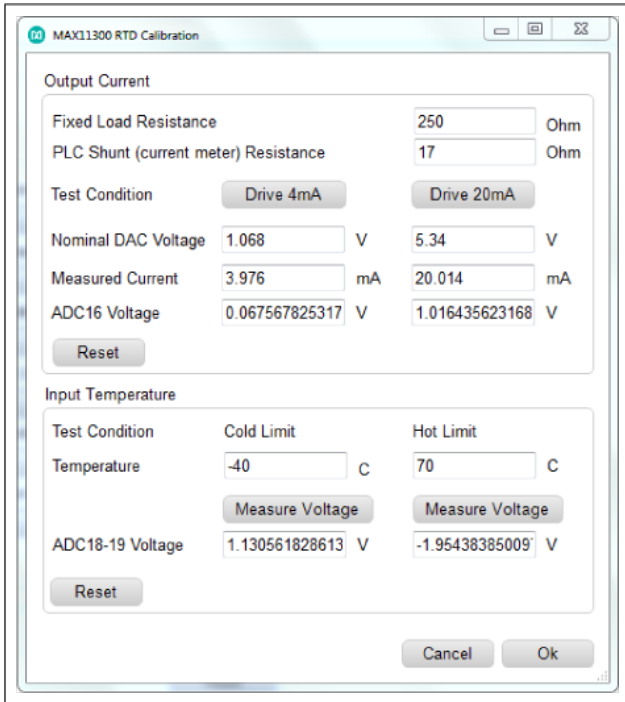 MAX11300 RTD Calibration
Output Current
Fixed Load Resistance 250 Ohm
PLC Shunt (current meter) Resistance 17 Ohm
Test Condition Drive 4mA Drive 20mA
Nominal DAC Voltage 1.068 V 5.34 V
Measured Current 3.976 mA 20.014 mA
ADC16 Voltage 0.067567825317 V 1.016435623168 V
Reset
Input Temperature
Test Condition Cold Limit Hot Limit
Temperature -40 C 70 C
Measure Voltage Measure Voltage
ADC18-19 Voltage 1.130561828613 V -1.95438385009 V
Reset
Cancel Ok